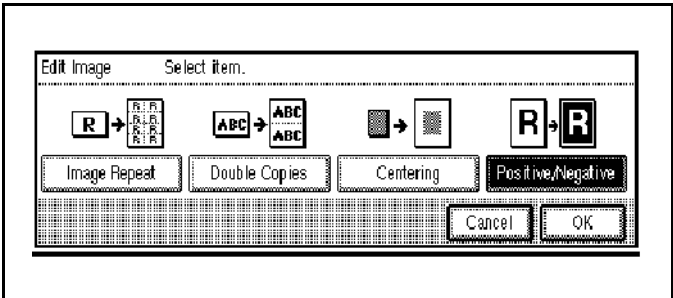 Edit Image Select item.
R R R R R R R R R
ABC ABC ABC
R R
Image Repeat Double Copies Centering Positive/Negative
Cancel OK